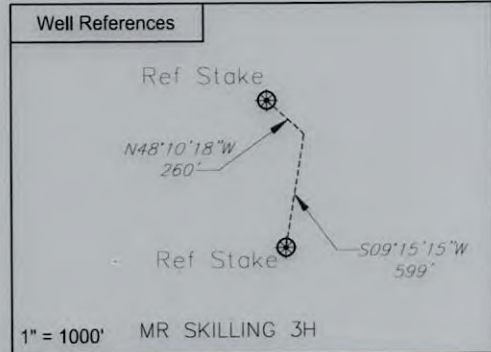 Well References
Ref Stake
N48°10'18"W
260'
S09°15'15"W
599'
Ref Stake
1" = 1000' MR SKILLING 3H